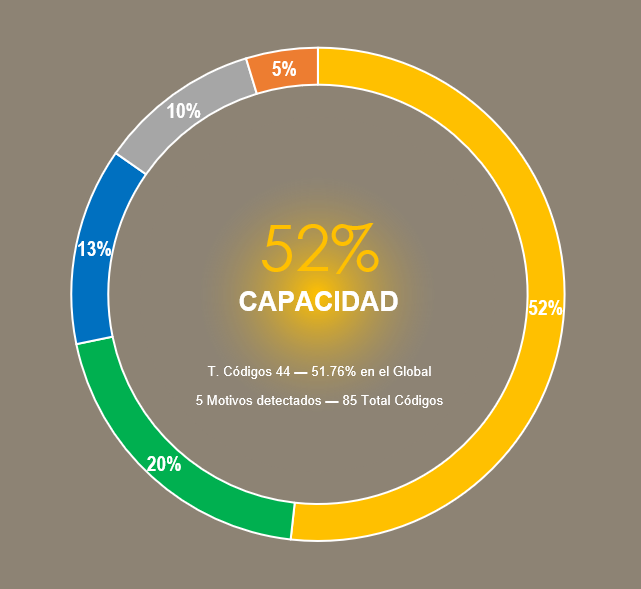 5%
10%
13%
52%
CAPACIDAD
52%
T. Códigos 44 — 51.76% en el Global
5 Motivos detectados — 85 Total Códigos
20%